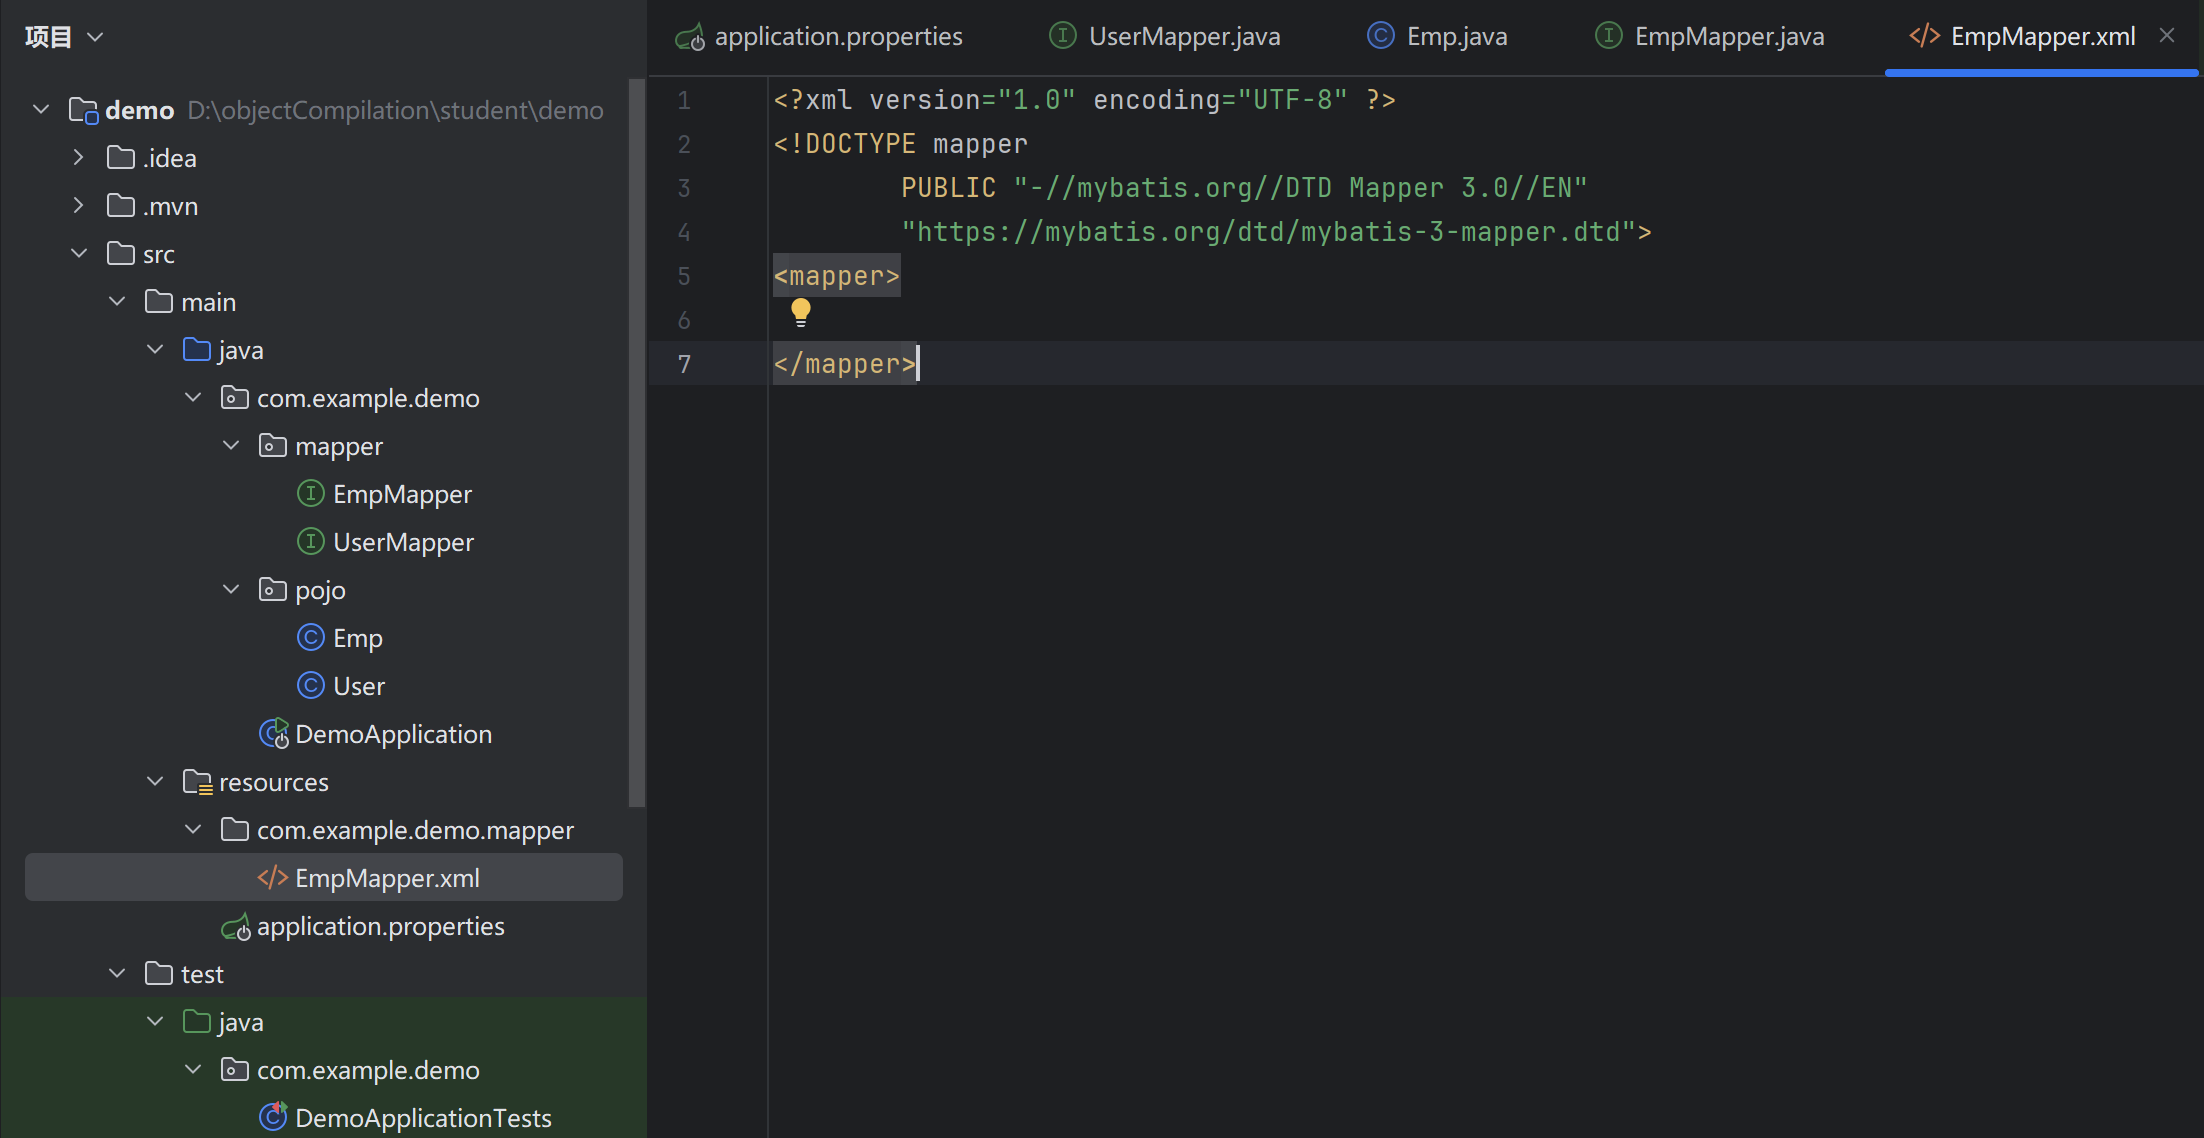 项目
demo D:\objectCompilation\student\demo
.idea
.mvn
src
main
java
com.example.demo
mapper
EmpMapper
UserMapper
pojo
Emp
User
DemoApplication
resources
com.example.demo.mapper
EmpMapper.xml
application.properties
test
java
com.example.demo
DemoApplicationTests
application.properties UserMapper.java Emp.java EmpMapper.java EmpMapper.xml
1 <?xml version="1.0" encoding="UTF-8" ?>
2 <!DOCTYPE mapper
3 PUBLIC "-//mybatis.org//DTD Mapper 3.0//EN"
4 "https://mybatis.org/dtd/mybatis-3-mapper.dtd">
5 <mapper>
6
7 </mapper>